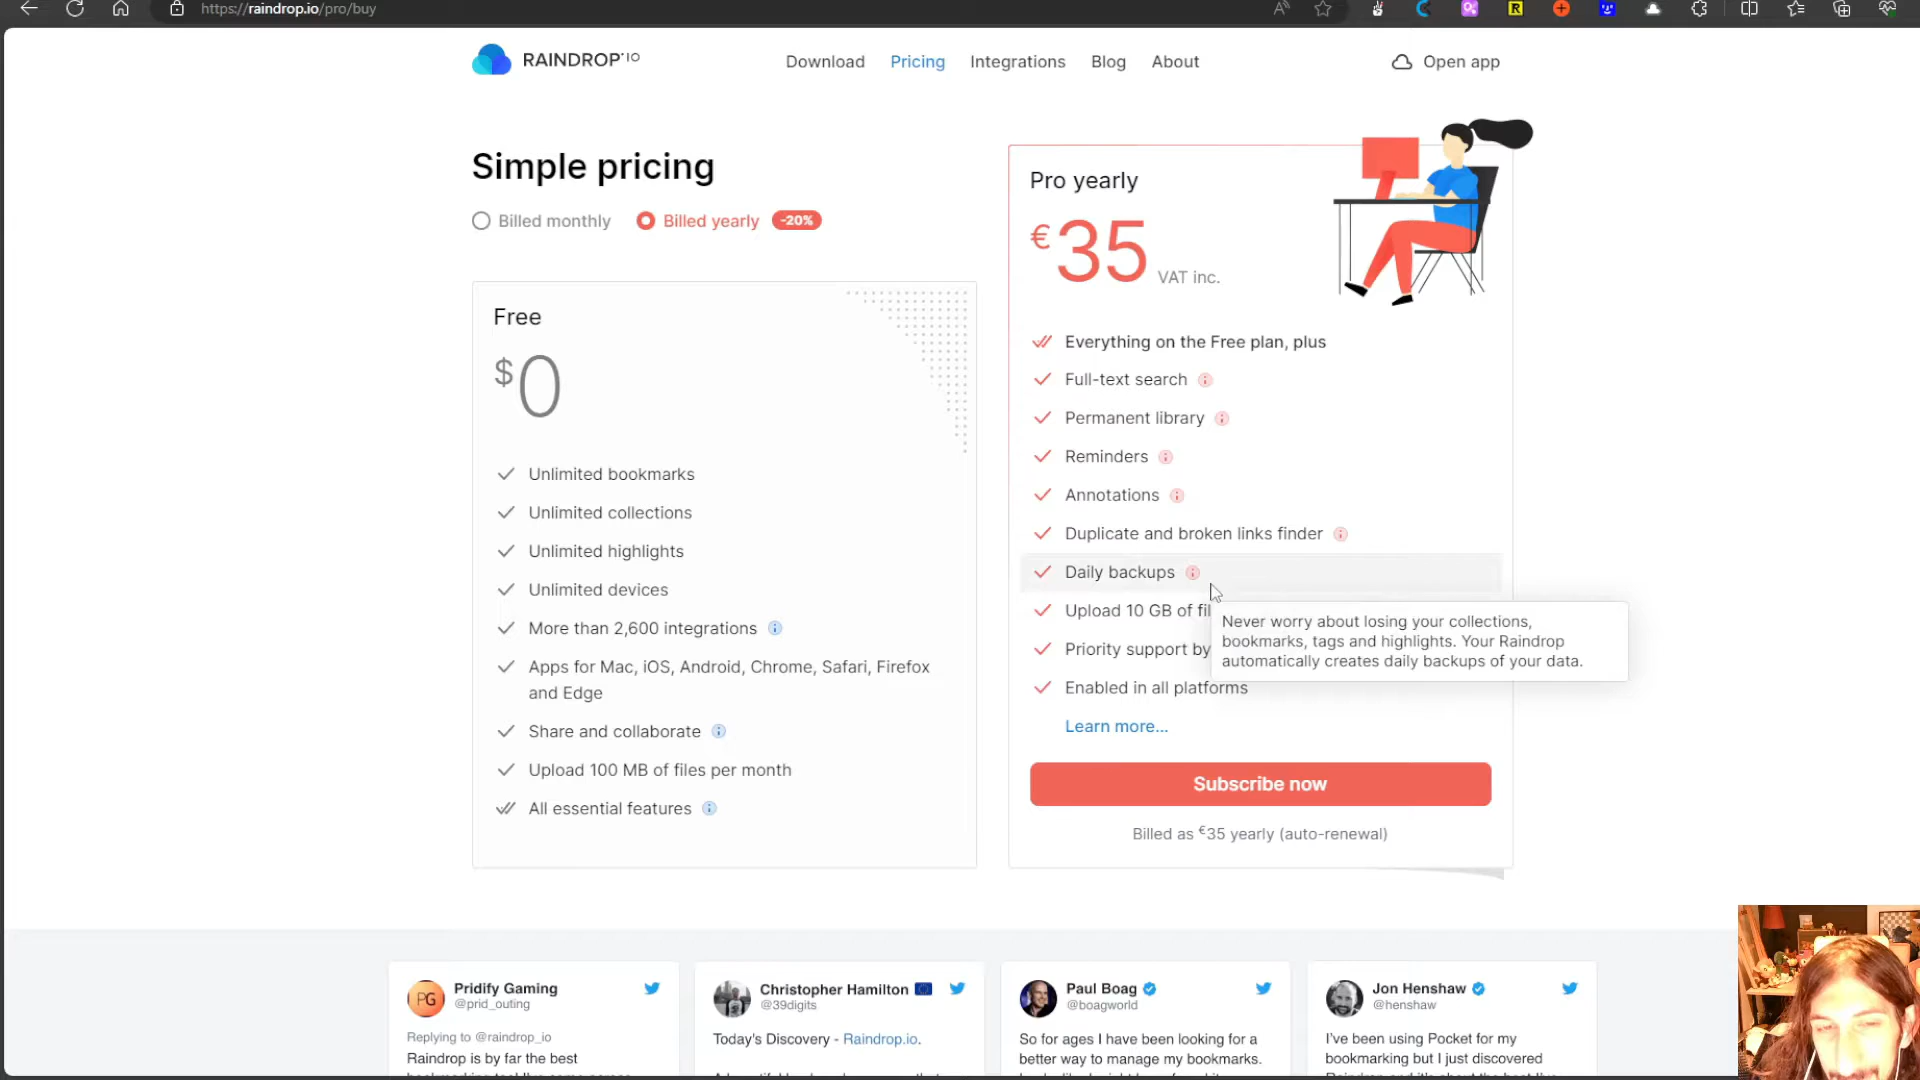 https://raindrop.io/pro/buy
RAINDROP.IO
Download
Pricing
Integrations
Blog
About
Open app
Simple pricing
Billed monthly
Billed yearly
-20%
Free
$0
Unlimited bookmarks
Unlimited collections
Unlimited highlights
Unlimited devices
More than 2,600 integrations
Apps for Mac, iOS, Android, Chrome, Safari, Firefox
and Edge
Share and collaborate
Upload 100 MB of files per month
All essential features
Pro yearly
€35 VAT inc.
Everything on the Free plan, plus
Full-text search
Permanent library
Reminders
Annotations
Duplicate and broken links finder
Daily backups
Upload 10 GB of fil
Priority support by
Enabled in all platforms
Learn more...
Never worry about losing your collections,
bookmarks, tags and highlights. Your Raindrop
automatically creates daily backups of your data.
Subscribe now
Billed as €35 yearly (auto-renewal)
PG
Pridify Gaming
@prid_outing
Replying to @raindrop_io
Raindrop is by far the best
Christopher Hamilton
@39digits
Today's Discovery - Raindrop.io.
Paul Boag
@boagworld
So for ages I have been looking for a
better way to manage my bookmarks.
Jon Henshaw
@henshaw
I've been using Pocket for my
bookmarking but I just discovered